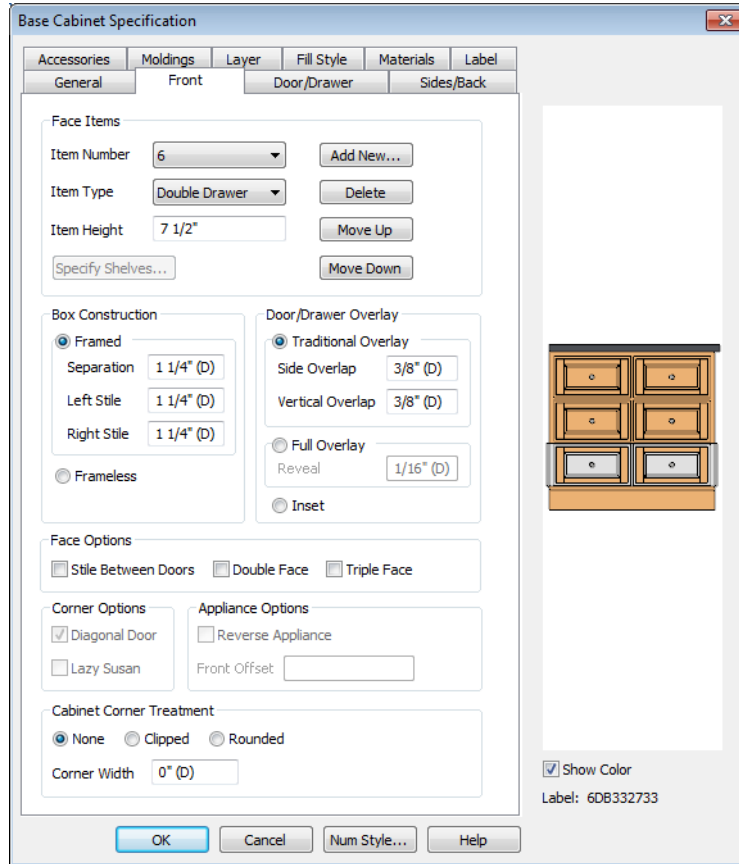 Base Cabinet Specification
Accessories Moldings Layer Fill Style Materials Label
General Front Door/Drawer Sides/Back
Face Items
Item Number 6 Add New...
Item Type Double Drawer Delete
Item Height 7 1/2" Move Up
Specify Shelves... Move Down
Box Construction Door/Drawer Overlay
Framed Traditional Overlay
Separation 1 1/4" (D) Side Overlap 3/8" (D)
Left Stile 1 1/4" (D) Vertical Overlap 3/8" (D)
Right Stile 1 1/4" (D)
Full Overlay
Frameless Reveal 1/16" (D)
Inset
Face Options
Stile Between Doors Double Face Triple Face
Corner Options Appliance Options
Diagonal Door Reverse Appliance
Lazy Susan Front Offset
Cabinet Corner Treatment
None Clipped Rounded
Corner Width 0" (D)
Show Color
Label: 6DB332733
OK Cancel Num Style... Help